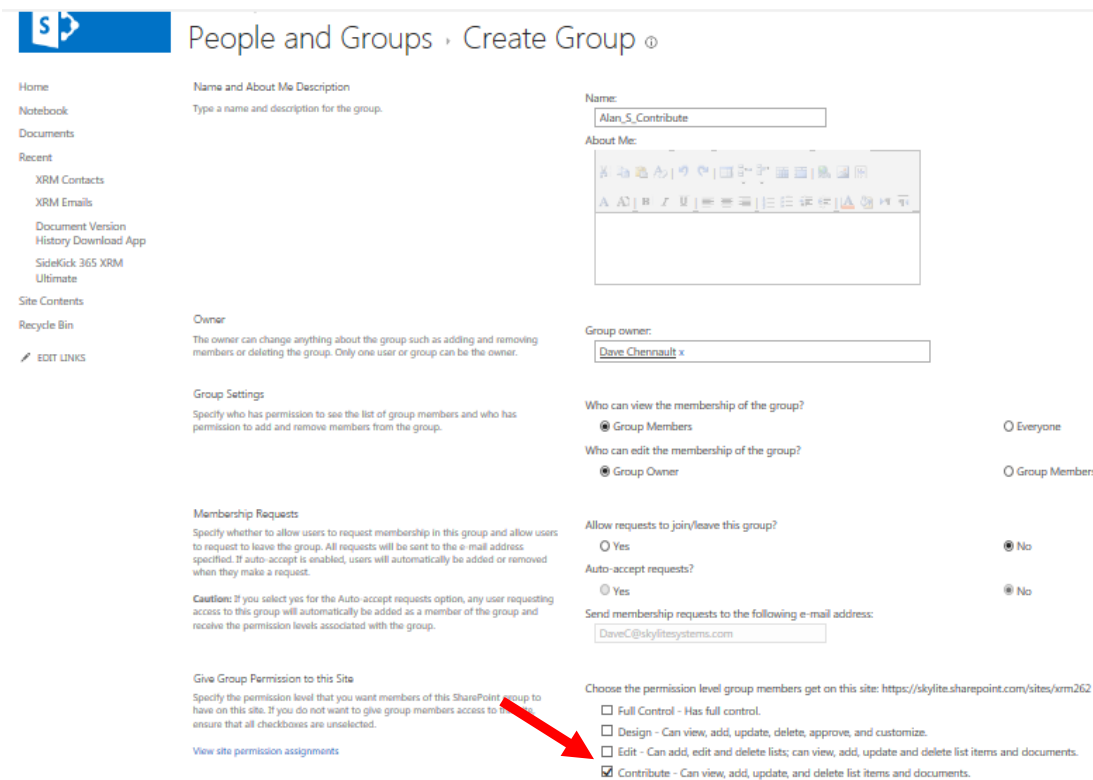 S
People and Groups › Create Group
Home
Notebook
Documents
Recent
XRM Contacts
XRM Emails
Document Version
History Download App
SideKick 365 XRM
Ultimate
Site Contents
Recycle Bin
EDIT LINKS
Name and About Me Description
Type a name and description for the group.
Name:
Alan_S_Contribute
About Me:
Owner
The owner can change anything about the group such as adding and removing
members or deleting the group. Only one user or group can be the owner.
Group owner:
Dave Chennault x
Group Settings
Specify who has permission to see the list of group members and who has
permission to add and remove members from the group.
Who can view the membership of the group?
Group Members
Everyone
Who can edit the membership of the group?
Group Owner
Group Members
Membership Requests
Specify whether to allow users to request membership in this group and allow users
to request to leave the group. All requests will be sent to the e-mail address
specified. If auto-accept is enabled, users will automatically be added or removed
when they make a request.
Caution: If you select yes for the Auto-accept requests option, any user requesting
access to this group will automatically be added as a member of the group and
receive the permission levels associated with the group.
Allow requests to join/leave this group?
Yes
No
Auto-accept requests?
Yes
No
Send membership requests to the following e-mail address:
DaveC@skylitesystems.com
Give Group Permission to this Site
Specify the permission level that you want members of this SharePoint group to
have on this site. If you do not want to give group members access to
ensure that all checkboxes are unselected.
View site permission assignments
Choose the permission level group members get on this site: https://skylite.sharepoint.com/sites/xrm262
Full Control - Has full control.
Design - Can view, add, update, delete, approve, and customize.
Edit - Can add, edit and delete lists; can view, add, update and delete list items and documents.
Contribute - Can view, add, update, and delete list items and documents.